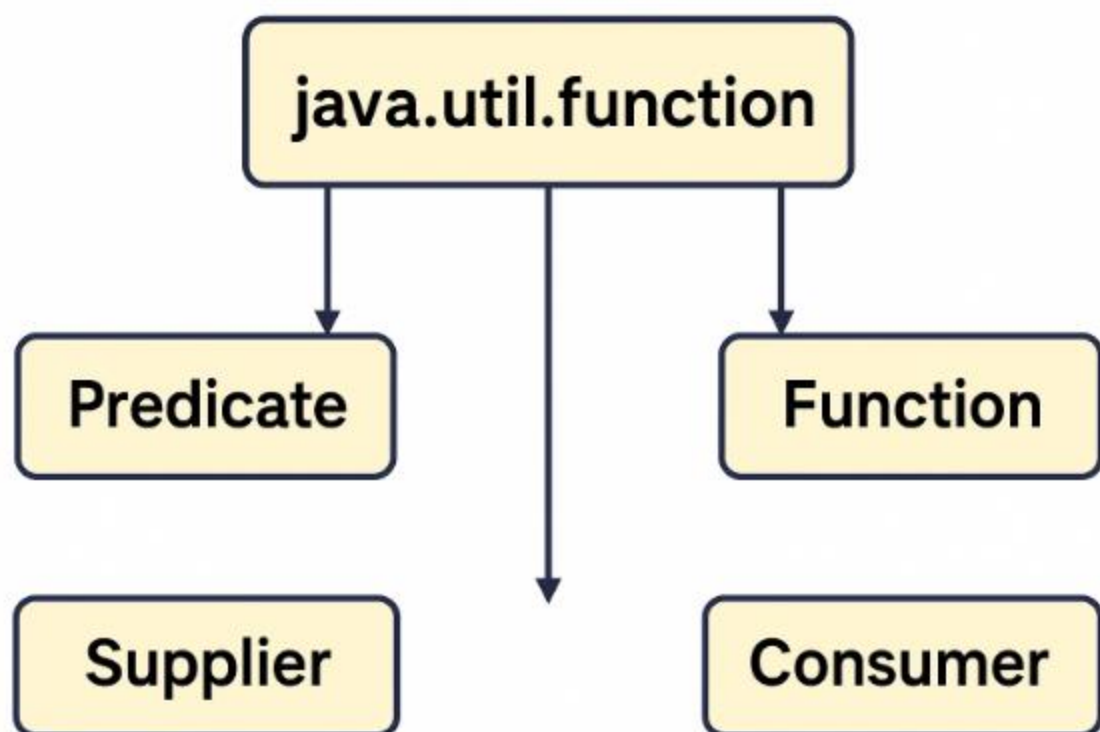 java.util.function
Predicate
Function
Supplier
Consumer